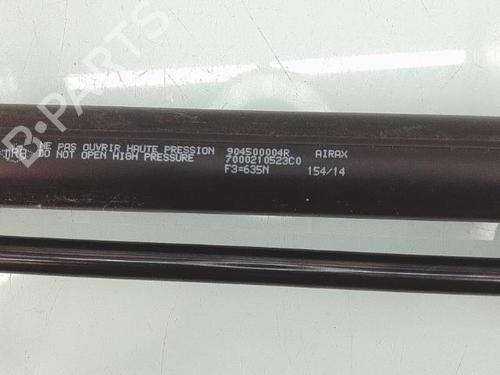 B-PARTS
NE PAS OUVRIR HAUTE PRESSION 904500004R AIRAX
DO NOT OPEN HIGH PRESSURE 7000210523C0
F3=635N 154/14